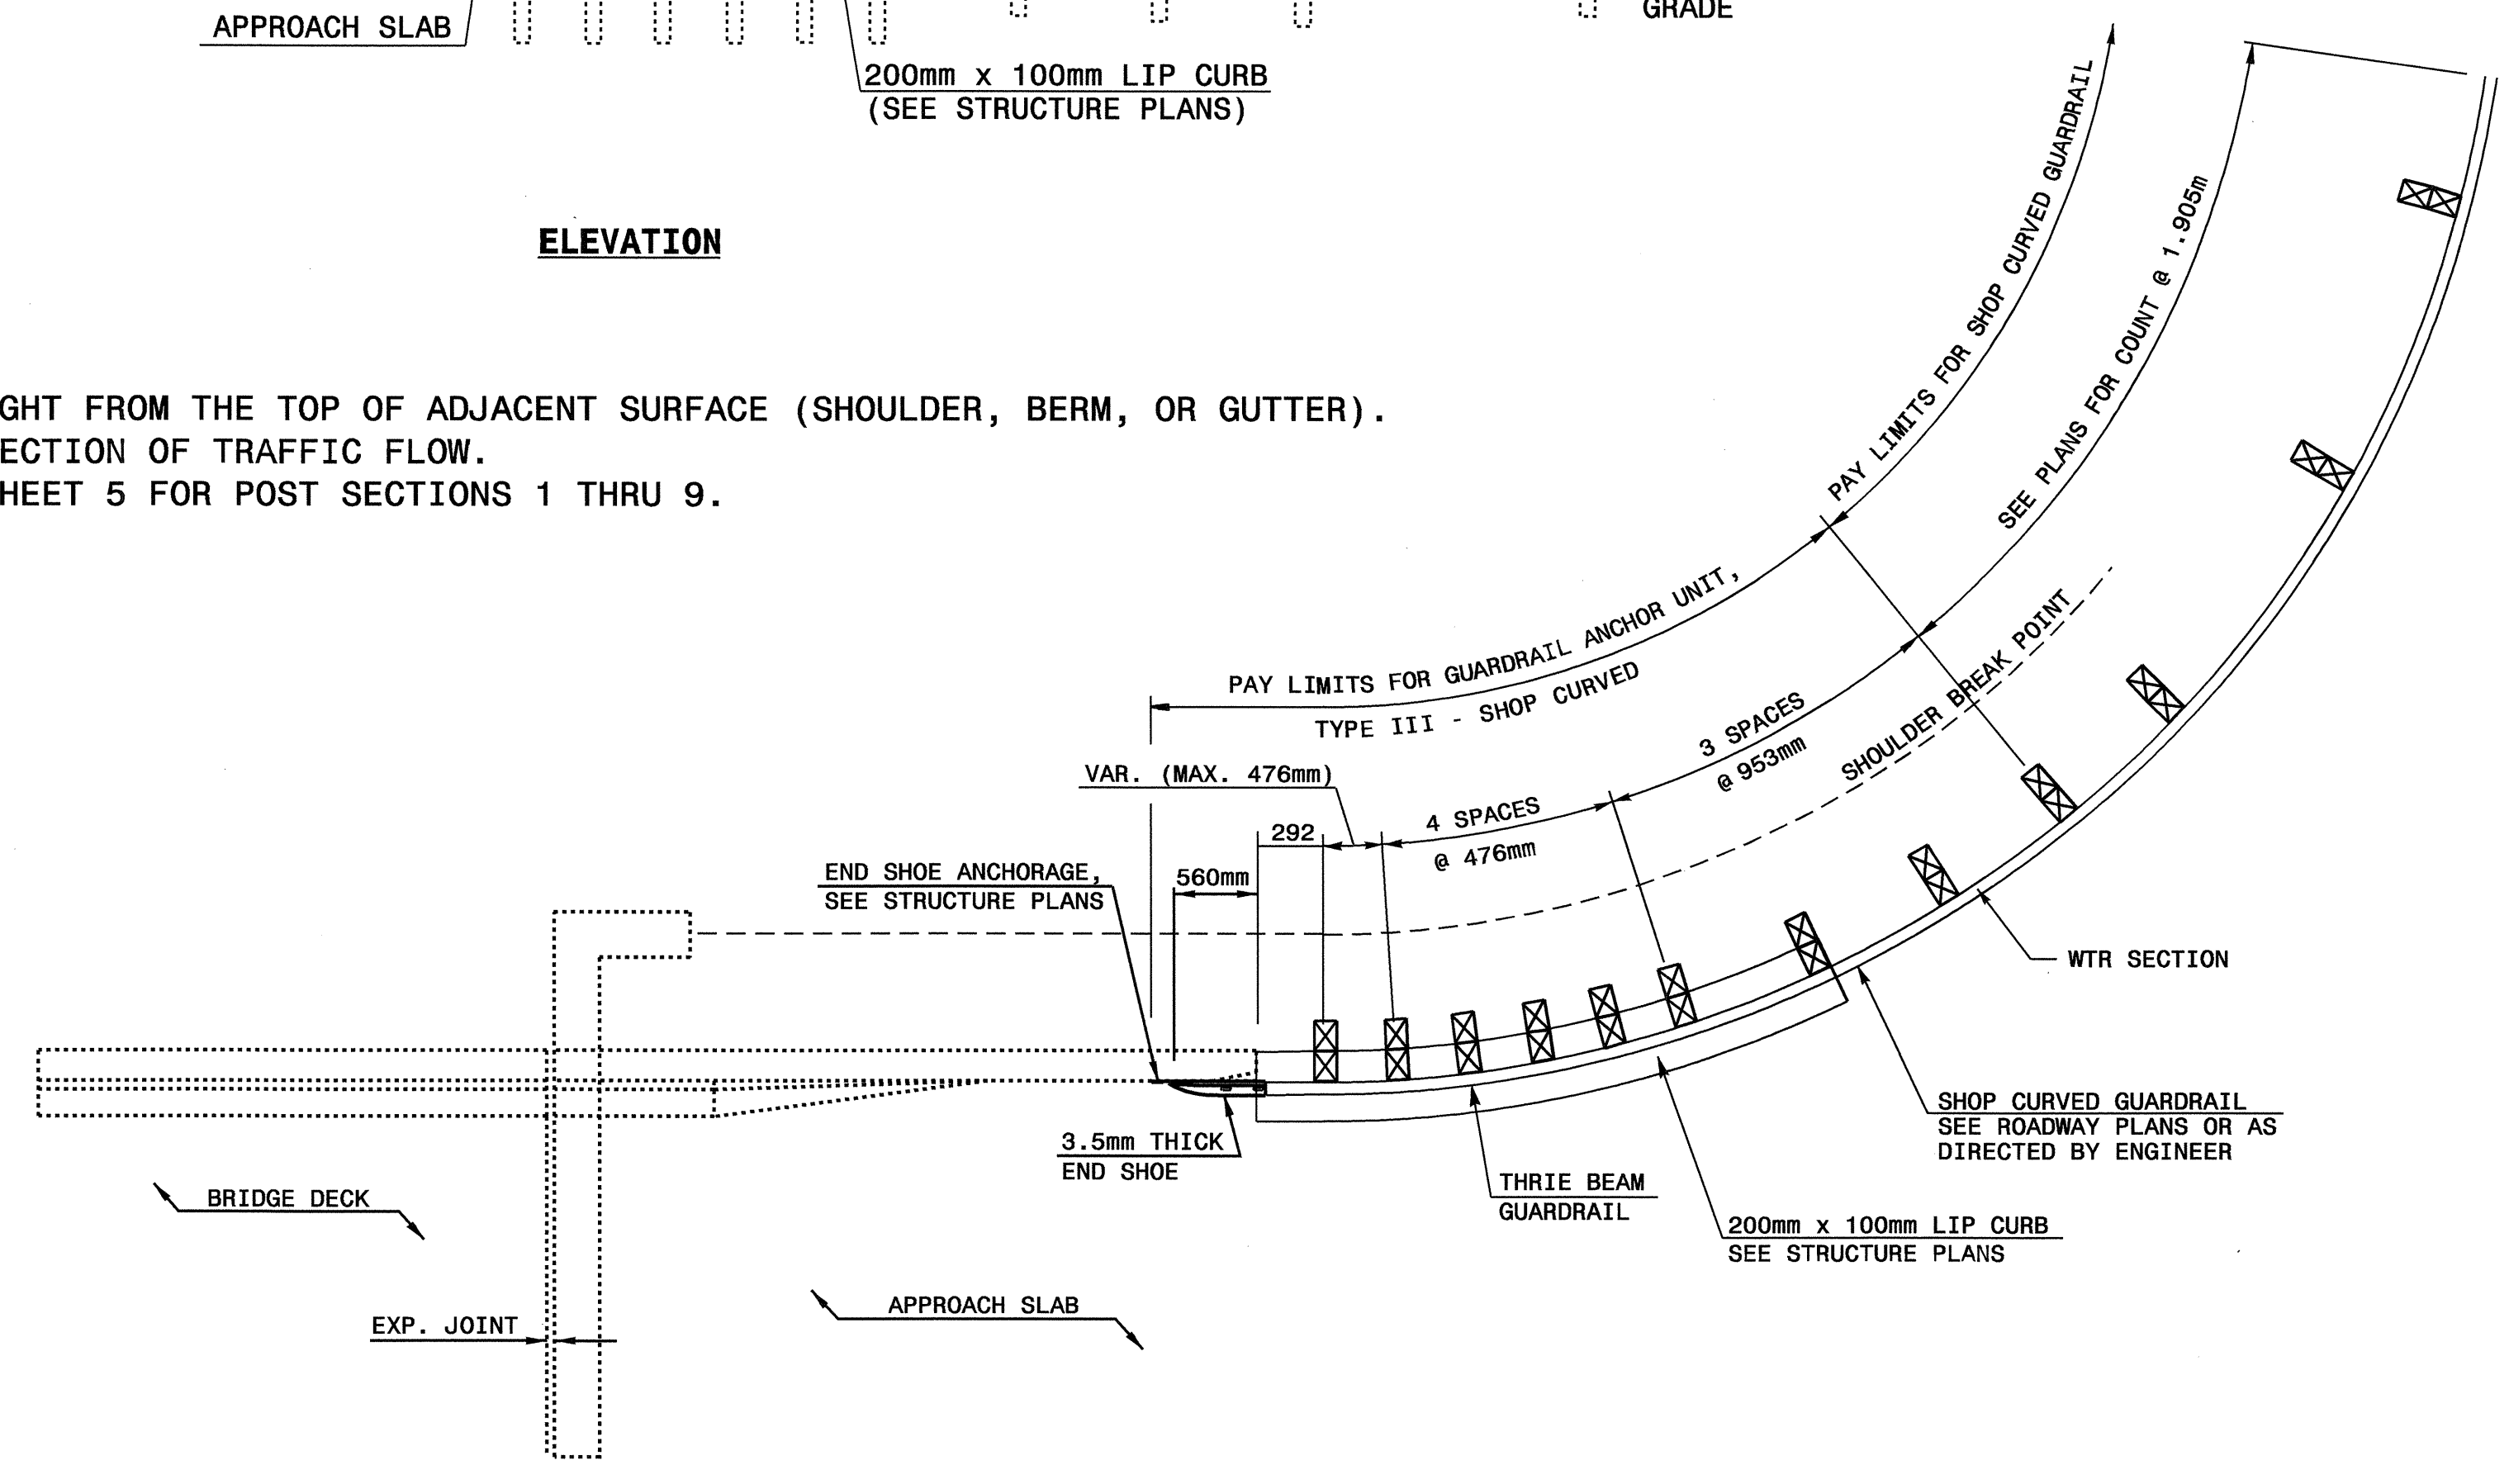 GRADE
APPROACH SLAB
200mm x 100mm LIP CURB
(SEE STRUCTURE PLANS)
ELEVATION
GHT FROM THE TOP OF ADJACENT SURFACE (SHOULDER, BERM, OR GUTTER).
ECTION OF TRAFFIC FLOW.
HEET 5 FOR POST SECTIONS 1 THRU 9.
PAY LIMITS FOR SHOP CURVED GUARDRAIL
SEE PLANS FOR COUNT @ 1.905m
PAY LIMITS FOR GUARDRAIL ANCHOR UNIT,
TYPE III - SHOP CURVED
SHOULDER BREAK POINT
3 SPACES
@ 953mm
VAR. (MAX. 476mm)
4 SPACES
@ 476mm
292
560mm
END SHOE ANCHORAGE,
SEE STRUCTURE PLANS
WTR SECTION
SHOP CURVED GUARDRAIL
SEE ROADWAY PLANS OR AS
DIRECTED BY ENGINEER
3.5mm THICK
END SHOE
THRIE BEAM
GUARDRAIL
200mm x 100mm LIP CURB
SEE STRUCTURE PLANS
BRIDGE DECK
APPROACH SLAB
EXP. JOINT